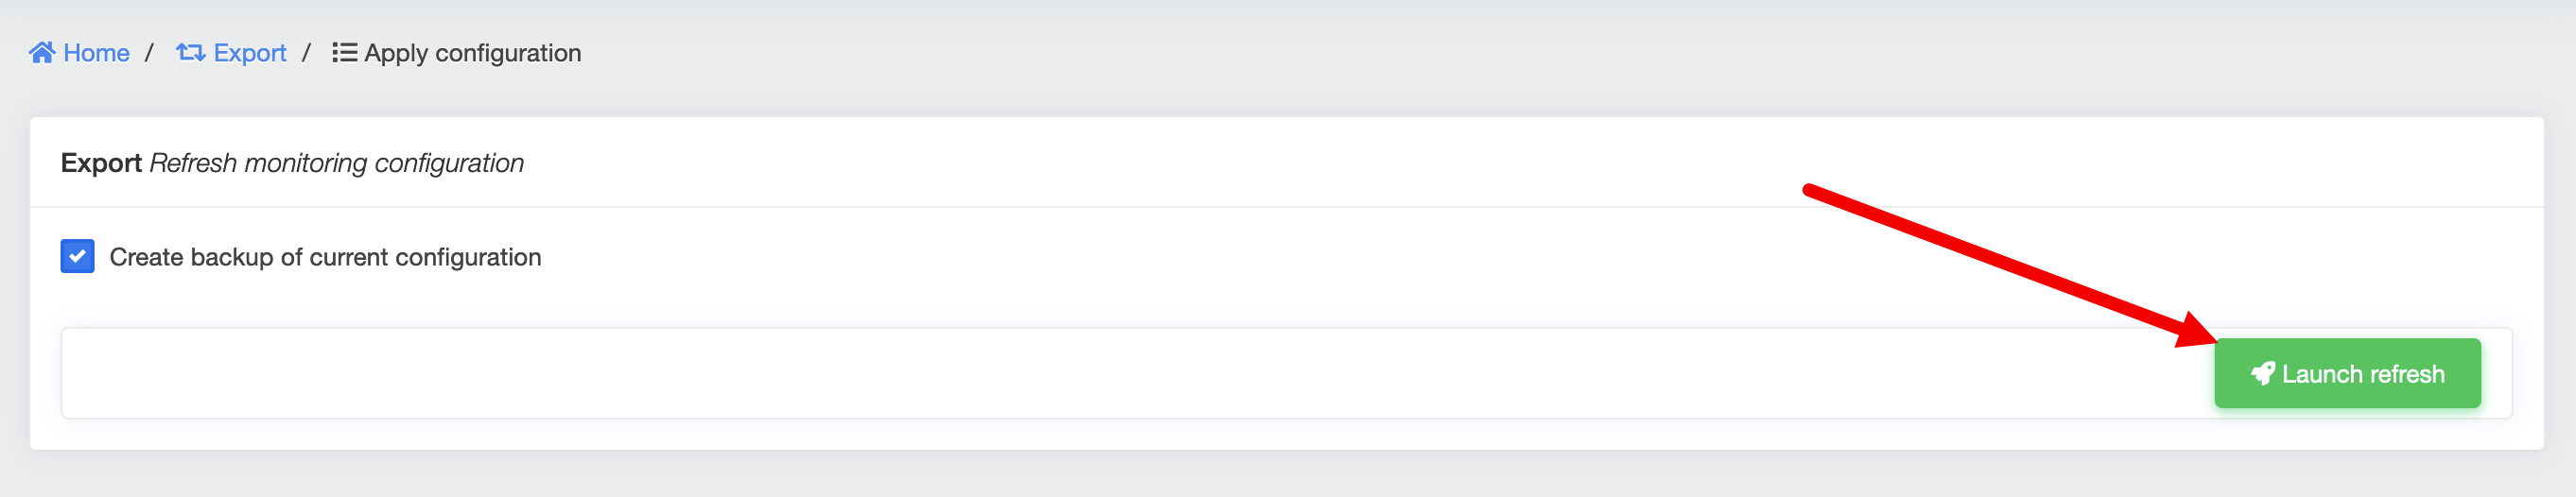 Home / Export / Apply configuration
Export Refresh monitoring configuration
Create backup of current configuration
Launch refresh